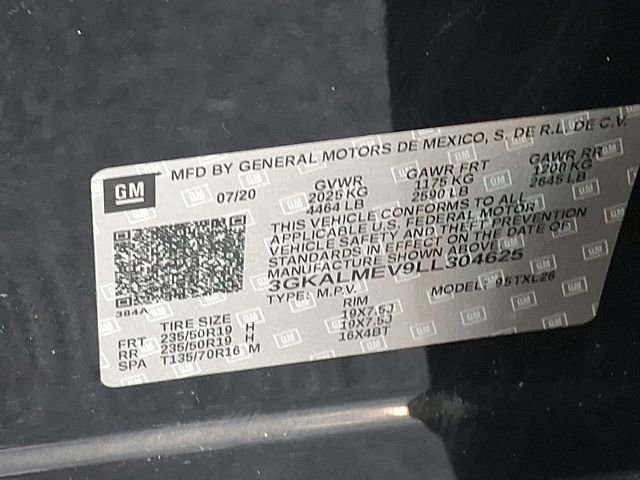 MFD BY GENERAL MOTORS DE MEXICO, S. DE R.L. DE C.V.
GM
07/20
GVWR GAWR FRT GAWR RR
2025 KG 1175 KG 1200 KG
4464 LB 2590 LB 2645 LB
THIS VEHICLE CONFORMS TO ALL
APPLICABLE U.S. FEDERAL MOTOR
VEHICLE SAFETY AND THEFT PREVENTION
STANDARDS IN EFFECT ON THE DATE OF
MANUFACTURE SHOWN ABOVE.
3GKALMEV9LL304625
TYPE: M.P.V. MODEL: 95TXL26
384A
TIRE SIZE RIM
FRT 235/50R19 H 19X7.5J
RR 235/50R19 H 19X7.5J
SPA T135/70R16 M 16X4BT